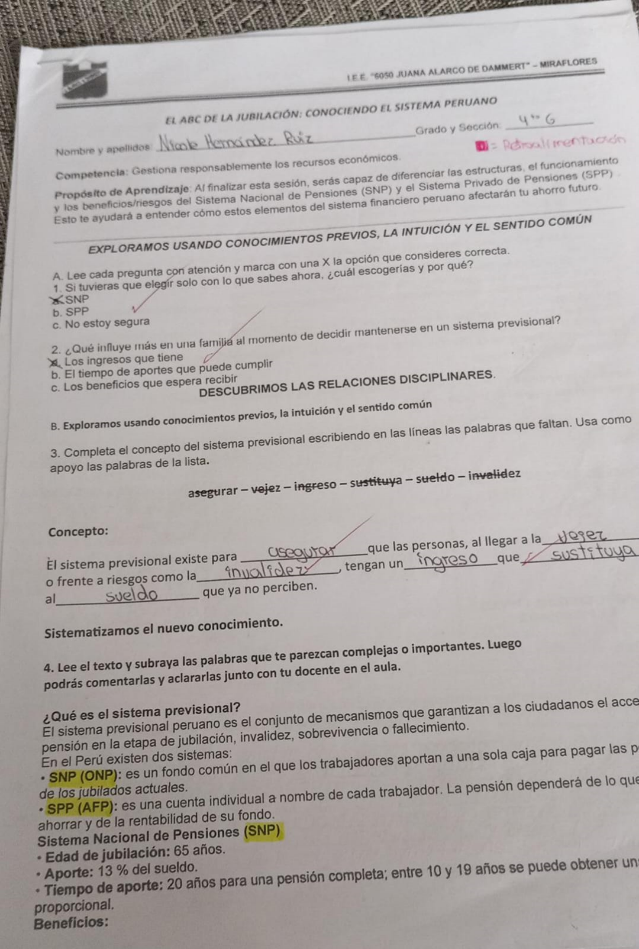 I.E.E. "6050 JUANA ALARCO DE DAMMERT" – MIRAFLORES
EL ABC DE LA JUBILACIÓN: CONOCIENDO EL SISTEMA PERUANO
Nombre y apellidos: Nicole Hernández Ruiz Grado y Sección: 4to G
= Retroalimentación
Competencia: Gestiona responsablemente los recursos económicos.
Propósito de Aprendizaje: Al finalizar esta sesión, serás capaz de diferenciar las estructuras, el funcionamiento
y los beneficios/riesgos del Sistema Nacional de Pensiones (SNP) y el Sistema Privado de Pensiones (SPP)
Esto te ayudará a entender cómo estos elementos del sistema financiero peruano afectarán tu ahorro futuro.
EXPLORAMOS USANDO CONOCIMIENTOS PREVIOS, LA INTUICIÓN Y EL SENTIDO COMÚN
A. Lee cada pregunta con atención y marca con una X la opción que consideres correcta.
1. Si tuvieras que elegir solo con lo que sabes ahora, ¿cuál escogerías y por qué?
X SNP
b. SPP
c. No estoy segura
2. ¿Qué influye más en una familia al momento de decidir mantenerse en un sistema previsional?
X Los ingresos que tiene
b. El tiempo de aportes que puede cumplir
c. Los beneficios que espera recibir
DESCUBRIMOS LAS RELACIONES DISCIPLINARES.
B. Exploramos usando conocimientos previos, la intuición y el sentido común
3. Completa el concepto del sistema previsional escribiendo en las líneas las palabras que faltan. Usa como
apoyo las palabras de la lista.
asegurar – vejez – ingreso – sustituya – sueldo – invalidez
Concepto:
El sistema previsional existe para asegurar que las personas, al llegar a la vejez
o frente a riesgos como la invalidez, tengan un ingreso que sustituya
al sueldo que ya no perciben.
Sistematizamos el nuevo conocimiento.
4. Lee el texto y subraya las palabras que te parezcan complejas o importantes. Luego
podrás comentarlas y aclararlas junto con tu docente en el aula.
¿Qué es el sistema previsional?
El sistema previsional peruano es el conjunto de mecanismos que garantizan a los ciudadanos el acce
pensión en la etapa de jubilación, invalidez, sobrevivencia o fallecimiento.
En el Perú existen dos sistemas:
• SNP (ONP): es un fondo común en el que los trabajadores aportan a una sola caja para pagar las p
de los jubilados actuales.
• SPP (AFP): es una cuenta individual a nombre de cada trabajador. La pensión dependerá de lo que
ahorrar y de la rentabilidad de su fondo.
Sistema Nacional de Pensiones (SNP)
• Edad de jubilación: 65 años.
• Aporte: 13 % del sueldo.
• Tiempo de aporte: 20 años para una pensión completa; entre 10 y 19 años se puede obtener un
proporcional.
Beneficios: